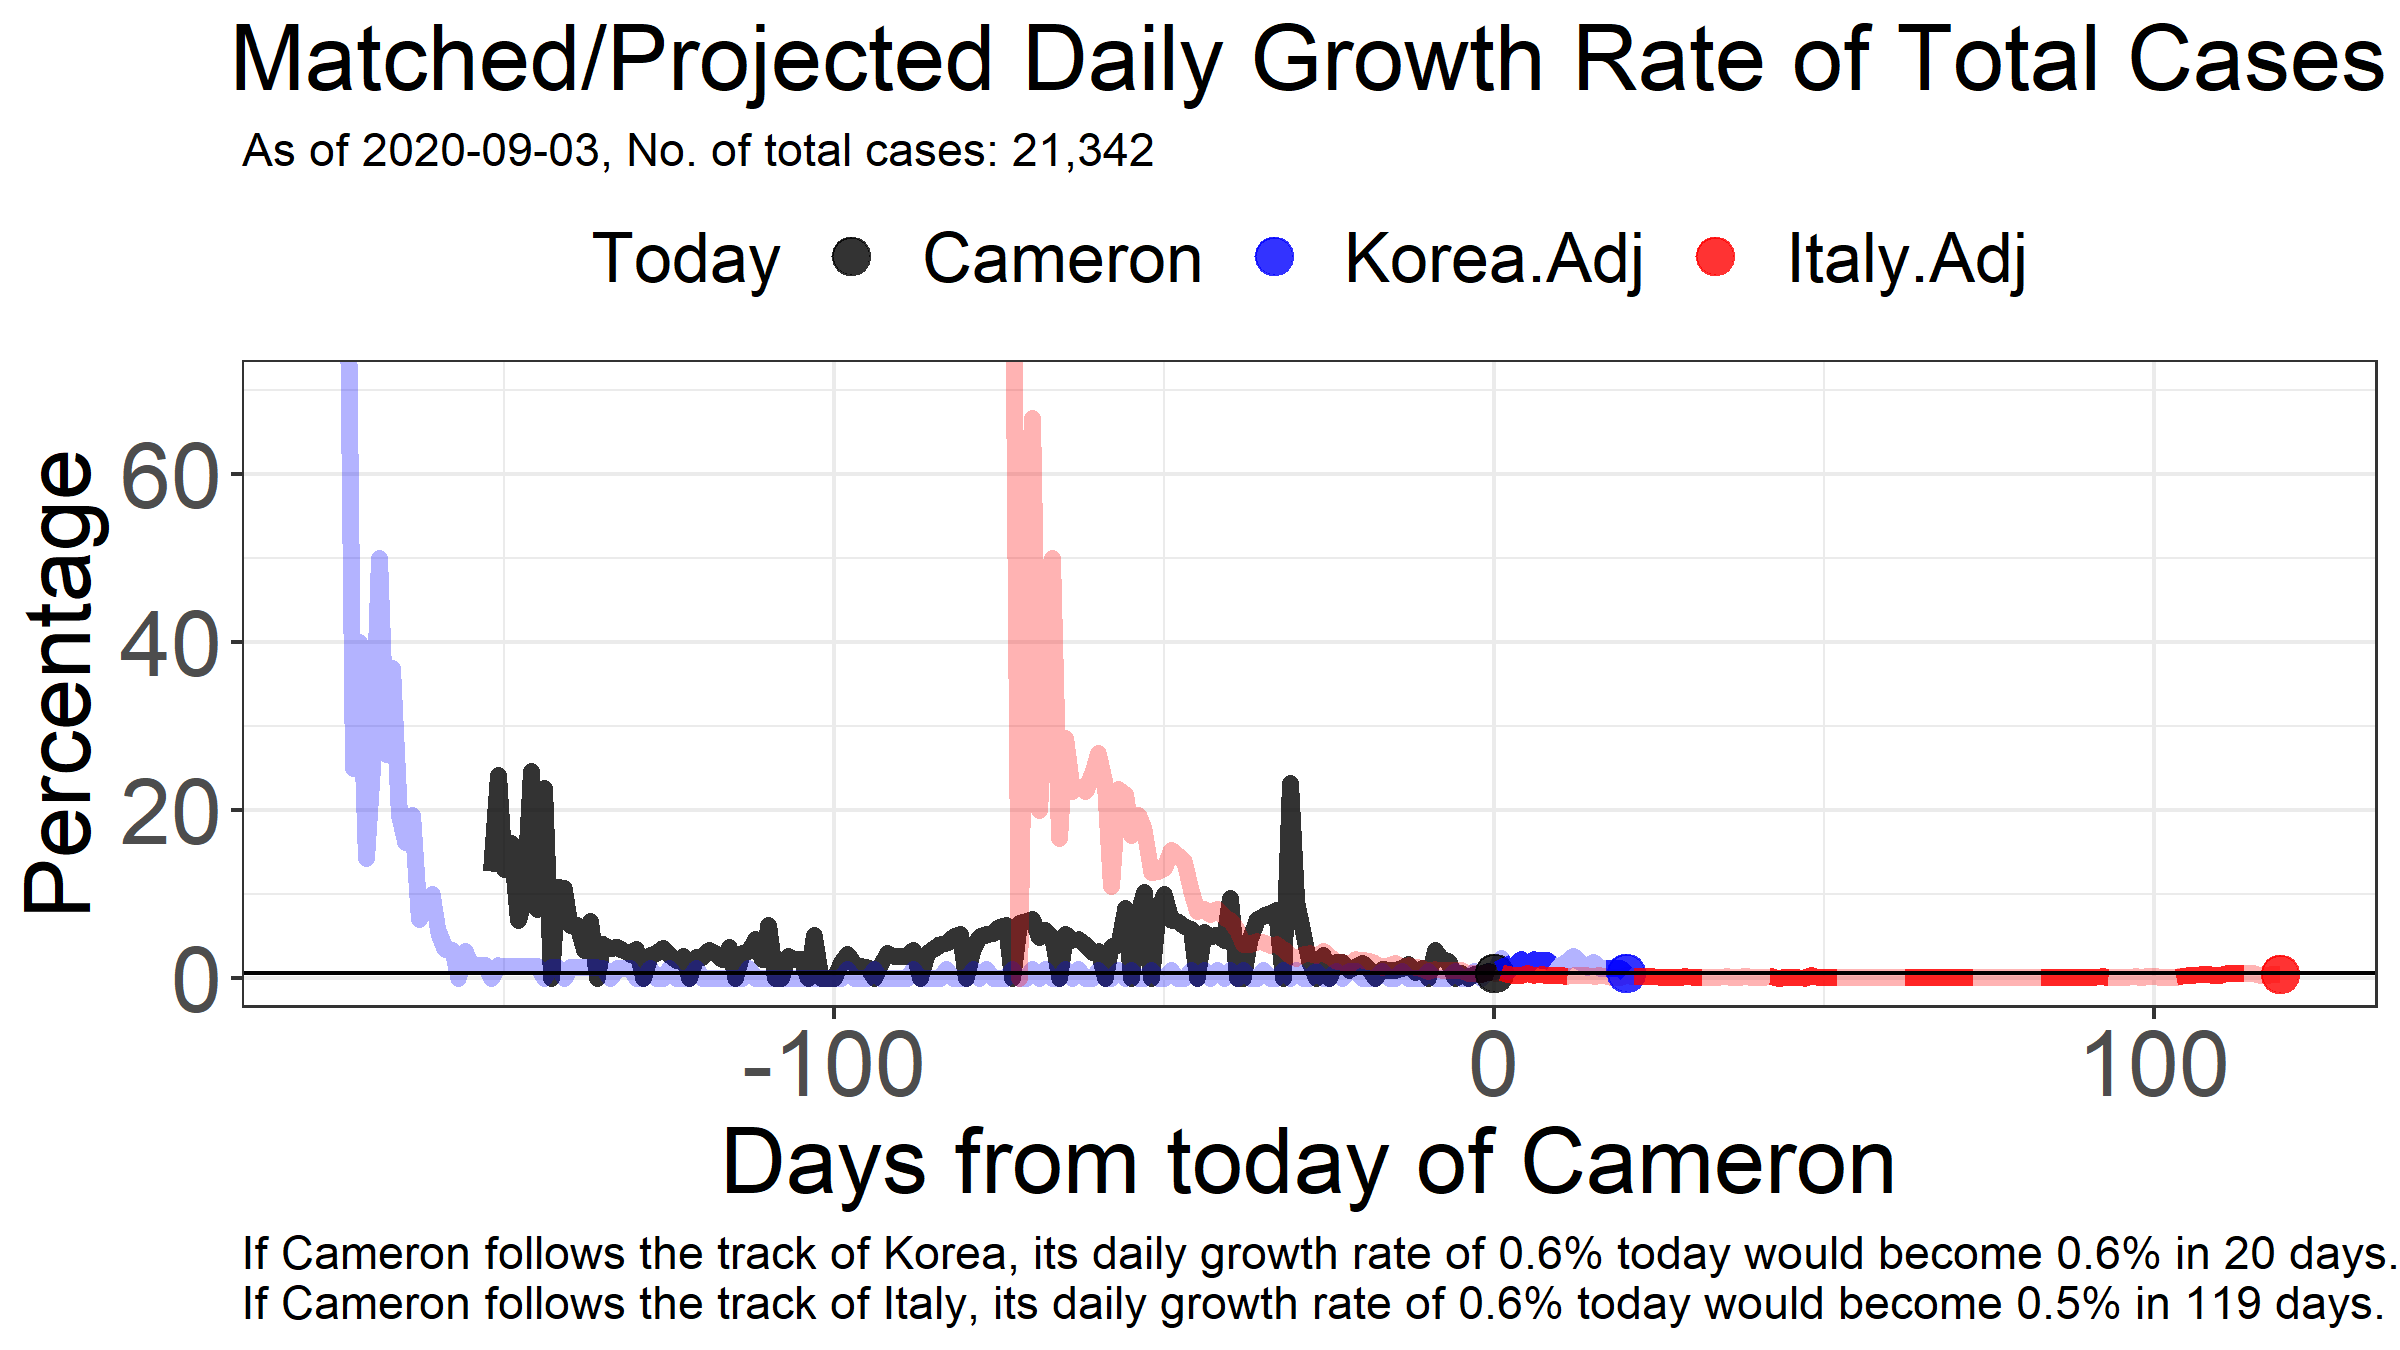 Matched/Projected Daily Growth Rate of Total Cases
As of 2020-09-03, No. of total cases: 21,342
Today Cameron Korea.Adj Italy.Adj
Percentage
60
40
20
0
-100 0 100
Days from today of Cameron
If Cameron follows the track of Korea, its daily growth rate of 0.6% today would become 0.6% in 20 days.
If Cameron follows the track of Italy, its daily growth rate of 0.6% today would become 0.5% in 119 days.